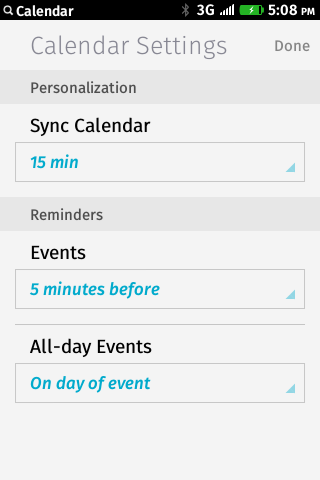 Calendar 3G 5:08 PM
Calendar Settings Done
Personalization
Sync Calendar
15 min
Reminders
Events
5 minutes before
All-day Events
On day of event